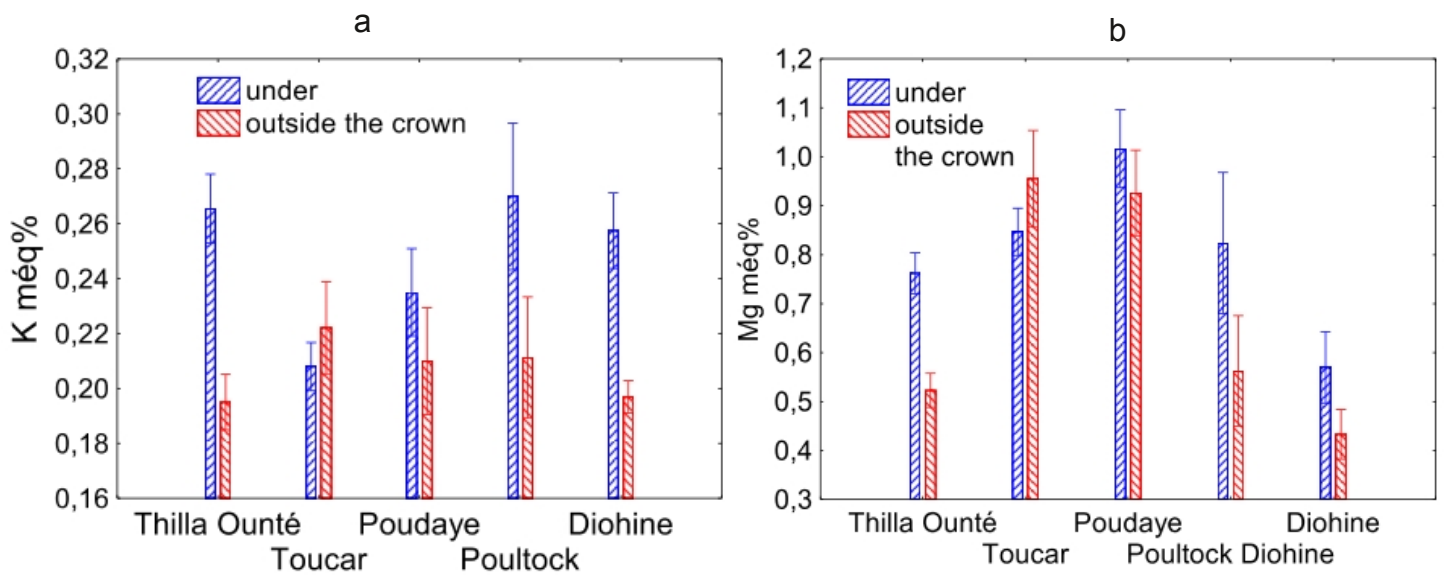 a
K méq%
0,32
0,30
0,28
0,26
0,24
0,22
0,20
0,18
0,16
under
outside the crown
Thilla Ounté
Toucar
Poudaye
Poultock
Diohine
b
Mg méq%
1,2
1,1
1,0
0,9
0,8
0,7
0,6
0,5
0,4
0,3
under
outside
the crown
Thilla Ounté
Toucar
Poudaye
Poultock Diohine
Diohine